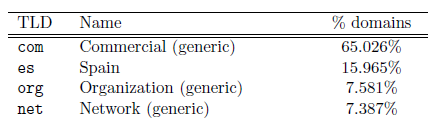 TLD Name % domains
com Commercial (generic) 65.026%
es Spain 15.965%
org Organization (generic) 7.581%
net Network (generic) 7.387%